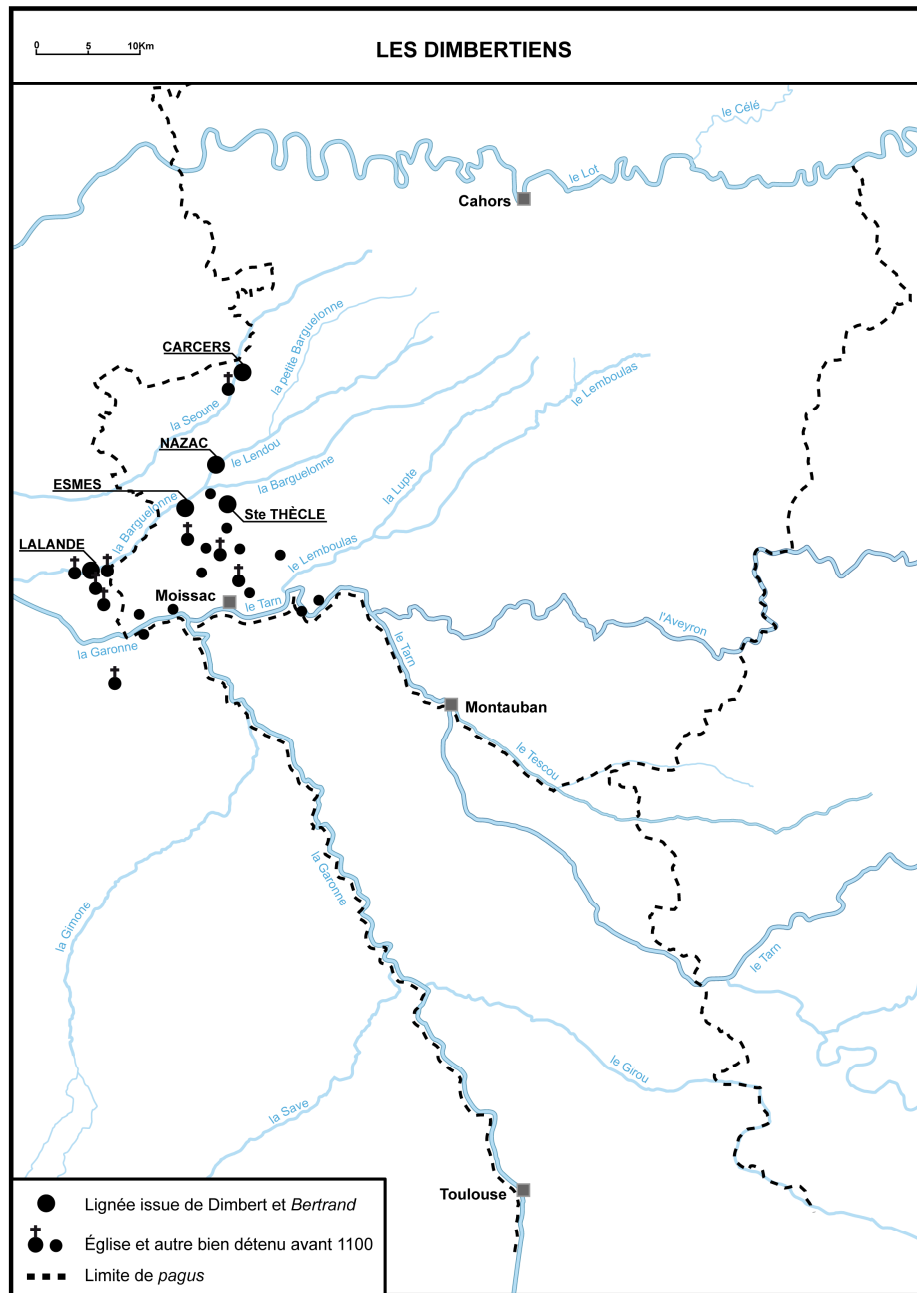 0 5 10Km
LES DIMBERTIENS
le Célé
le Lot
Cahors
la petite Barguelonne
CARCERS
le Lemboulas
la Seoune
NAZAC
le Lendou
la Barguelonne
la Lupte
ESMES
la Barguelonne
Ste THÈCLE
LALANDE
le Lemboulas
Moissac
le Tarn
l'Aveyron
la Garonne
le Tarn
Montauban
le Tescou
la Garonne
la Gimone
le Tarn
le Girou
la Save
Toulouse
Lignée issue de Dimbert et Bertrand
Église et autre bien détenu avant 1100
Limite de pagus